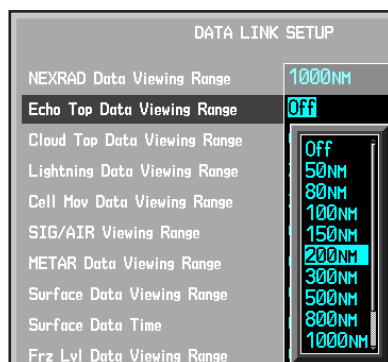 DATA LINK SETUP
NEXRAD Data Viewing Range 1000NM
Echo Top Data Viewing Range Off
Cloud Top Data Viewing Range
Lightning Data Viewing Range
Cell Mov Data Viewing Range
SIG/AIR Viewing Range
METAR Data Viewing Range
Surface Data Viewing Range
Surface Data Time
Frz Lvl Data Viewing Range
Off
50NM
80NM
100NM
150NM
200NM
300NM
500NM
800NM
1000NM